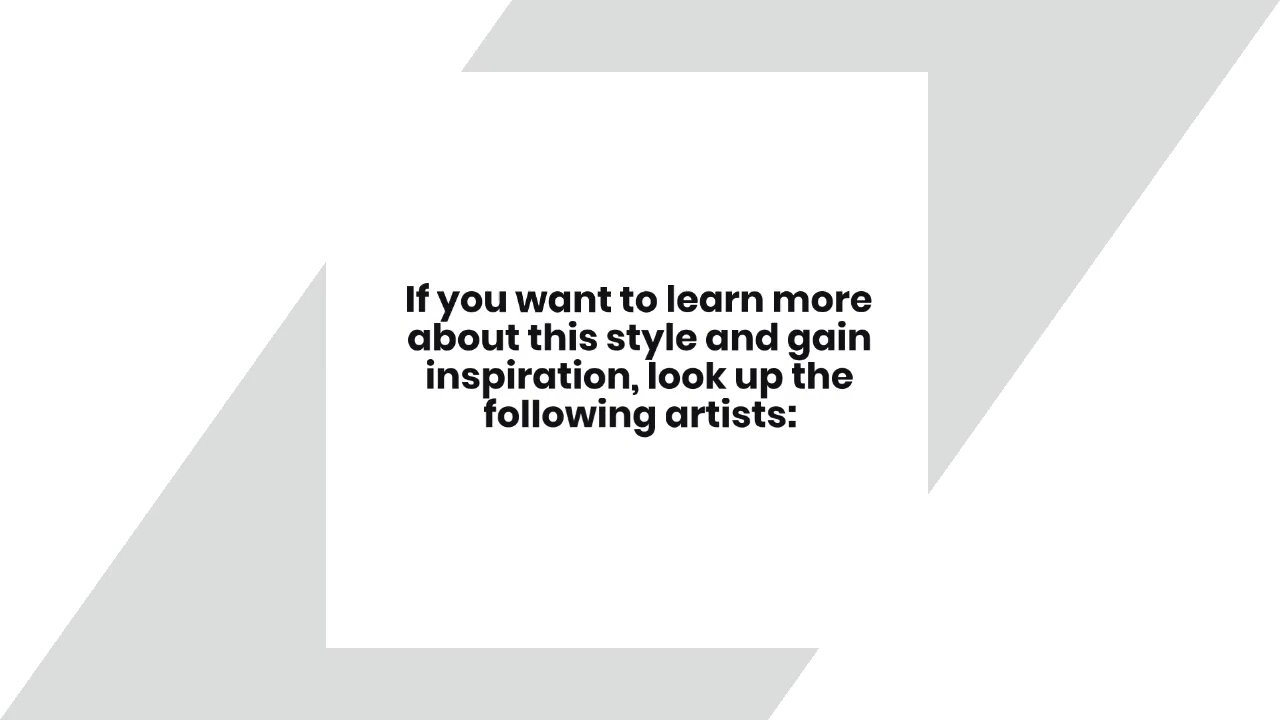 If you want to learn more
about this style and gain
inspiration, look up the
following artists: